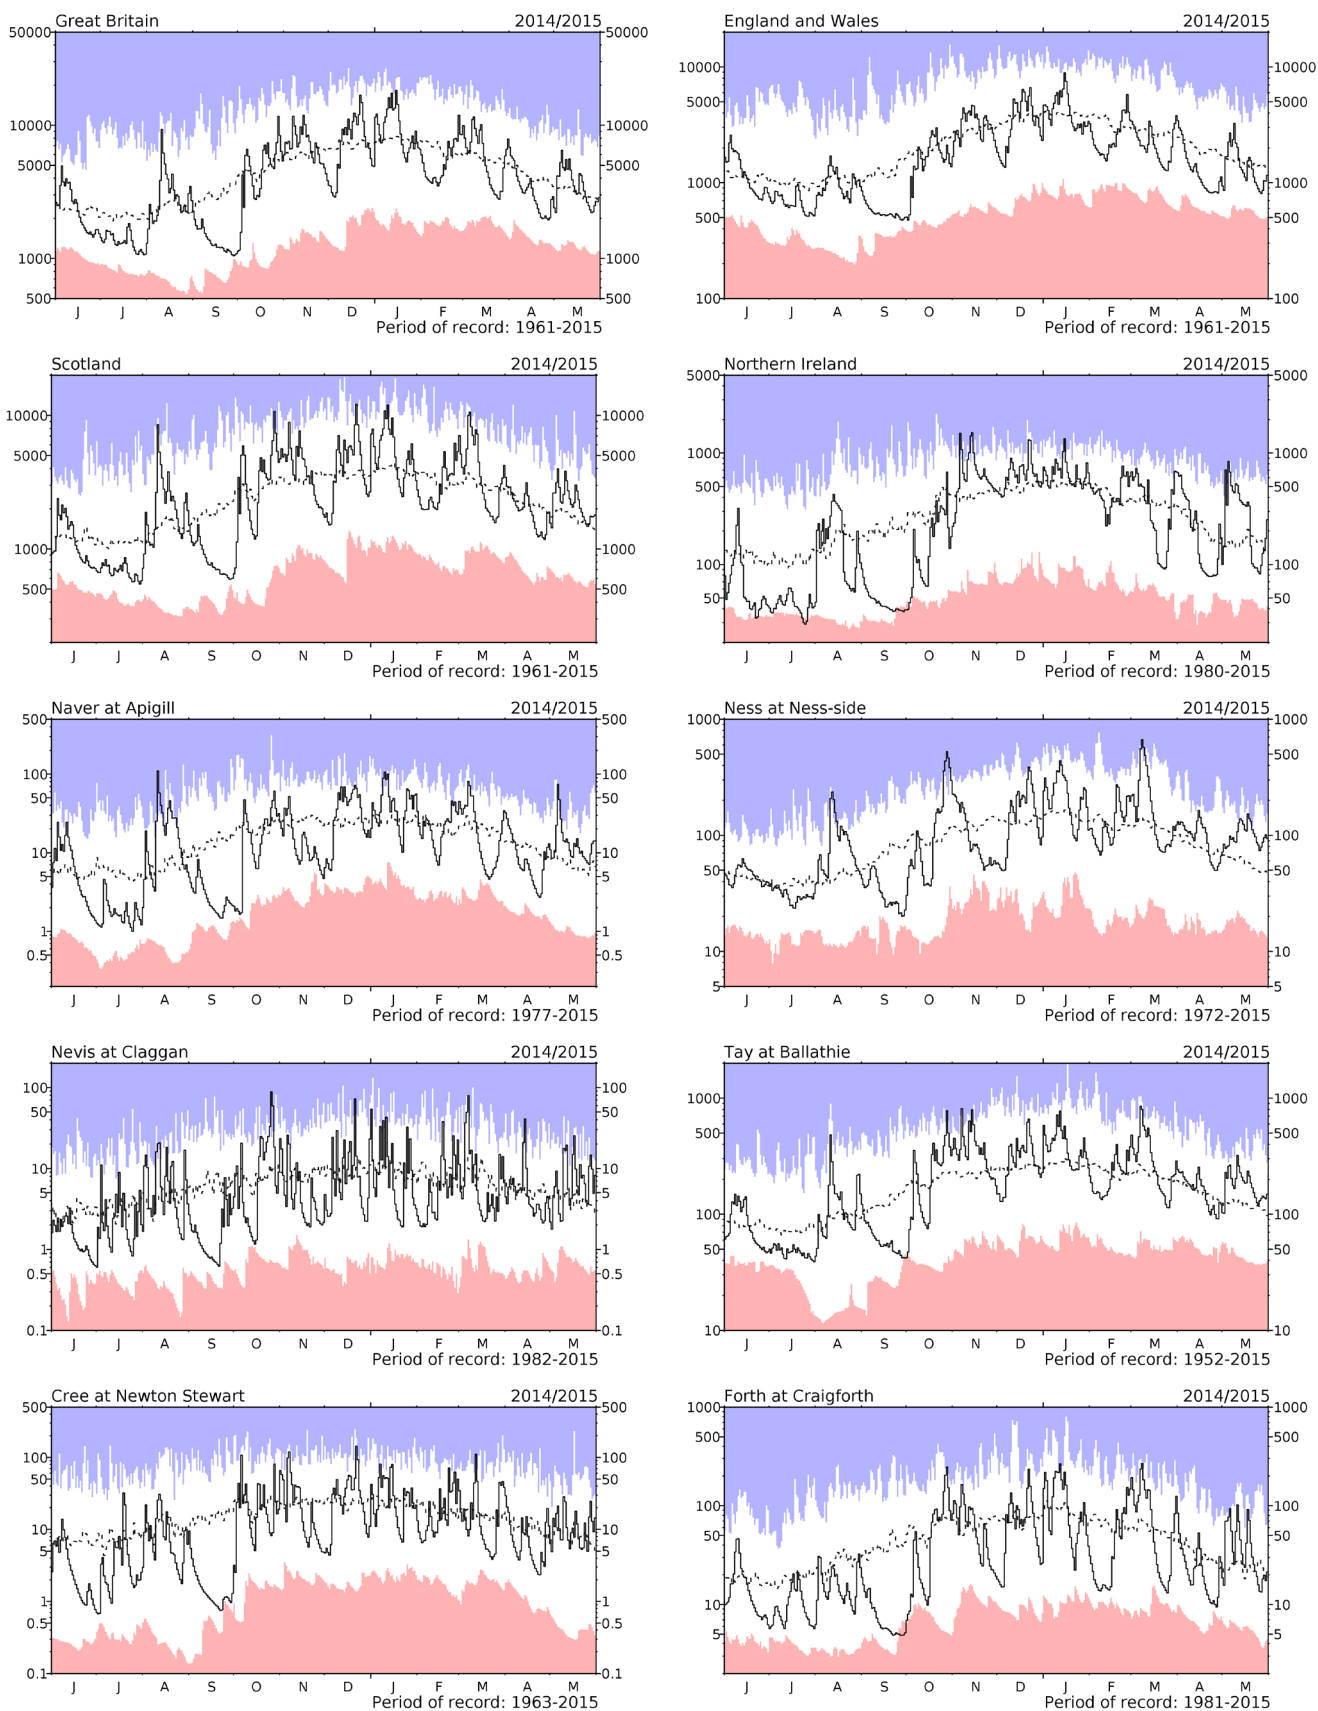 Great Britain 2014/2015
50000 50000
10000 10000
5000 5000
1000 1000
500 500
J J A S O N D J F M A M
Period of record: 1961-2015
England and Wales 2014/2015
10000 10000
5000 5000
1000 1000
500 500
100 100
J J A S O N D J F M A M
Period of record: 1961-2015
Scotland 2014/2015
10000 10000
5000 5000
1000 1000
500 500
J J A S O N D J F M A M
Period of record: 1961-2015
Northern Ireland 2014/2015
5000 5000
1000 1000
500 500
100 100
50 50
J J A S O N D J F M A M
Period of record: 1980-2015
Naver at Apigill 2014/2015
500 500
100 100
50 50
10 10
5 5
1 1
0.5 0.5
J J A S O N D J F M A M
Period of record: 1977-2015
Ness at Ness-side 2014/2015
1000 1000
500 500
100 100
50 50
10 10
5 5
J J A S O N D J F M A M
Period of record: 1972-2015
Nevis at Claggan 2014/2015
100 100
50 50
10 10
5 5
1 1
0.5 0.5
0.1 0.1
J J A S O N D J F M A M
Period of record: 1982-2015
Tay at Ballathie 2014/2015
1000 1000
500 500
100 100
50 50
10 10
J J A S O N D J F M A M
Period of record: 1952-2015
Cree at Newton Stewart 2014/2015
500 500
100 100
50 50
10 10
5 5
1 1
0.5 0.5
0.1 0.1
J J A S O N D J F M A M
Period of record: 1963-2015
Forth at Craigforth 2014/2015
1000 1000
500 500
100 100
50 50
10 10
5 5
J J A S O N D J F M A M
Period of record: 1981-2015